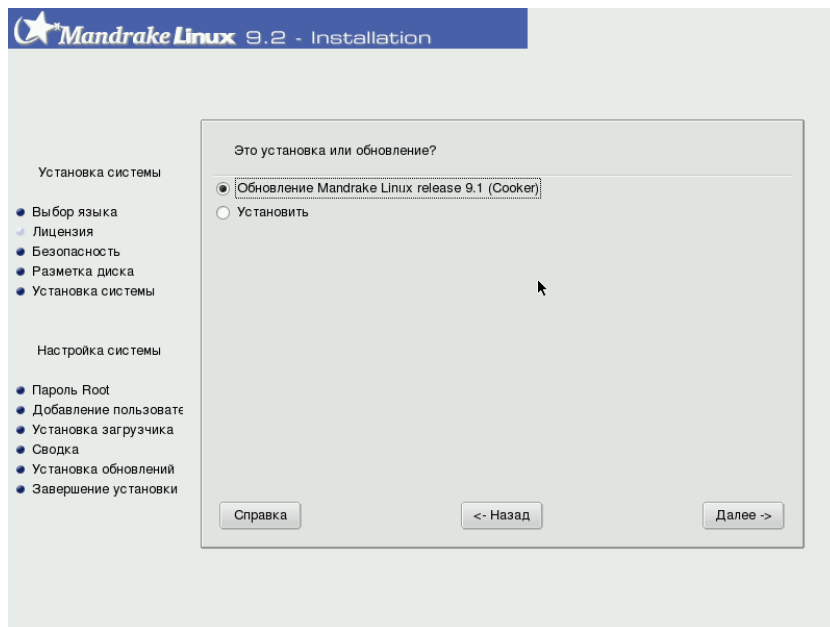 Mandrake Linux 9.2 - Installation
Установка системы
Выбор языка
Лицензия
Безопасность
Разметка диска
Установка системы
Настройка системы
Пароль Root
Добавление пользовате
Установка загрузчика
Сводка
Установка обновлений
Завершение установки
Это установка или обновление?
Обновление Mandrake Linux release 9.1 (Cooker)
Установить
Справка
<- Назад
Далее ->